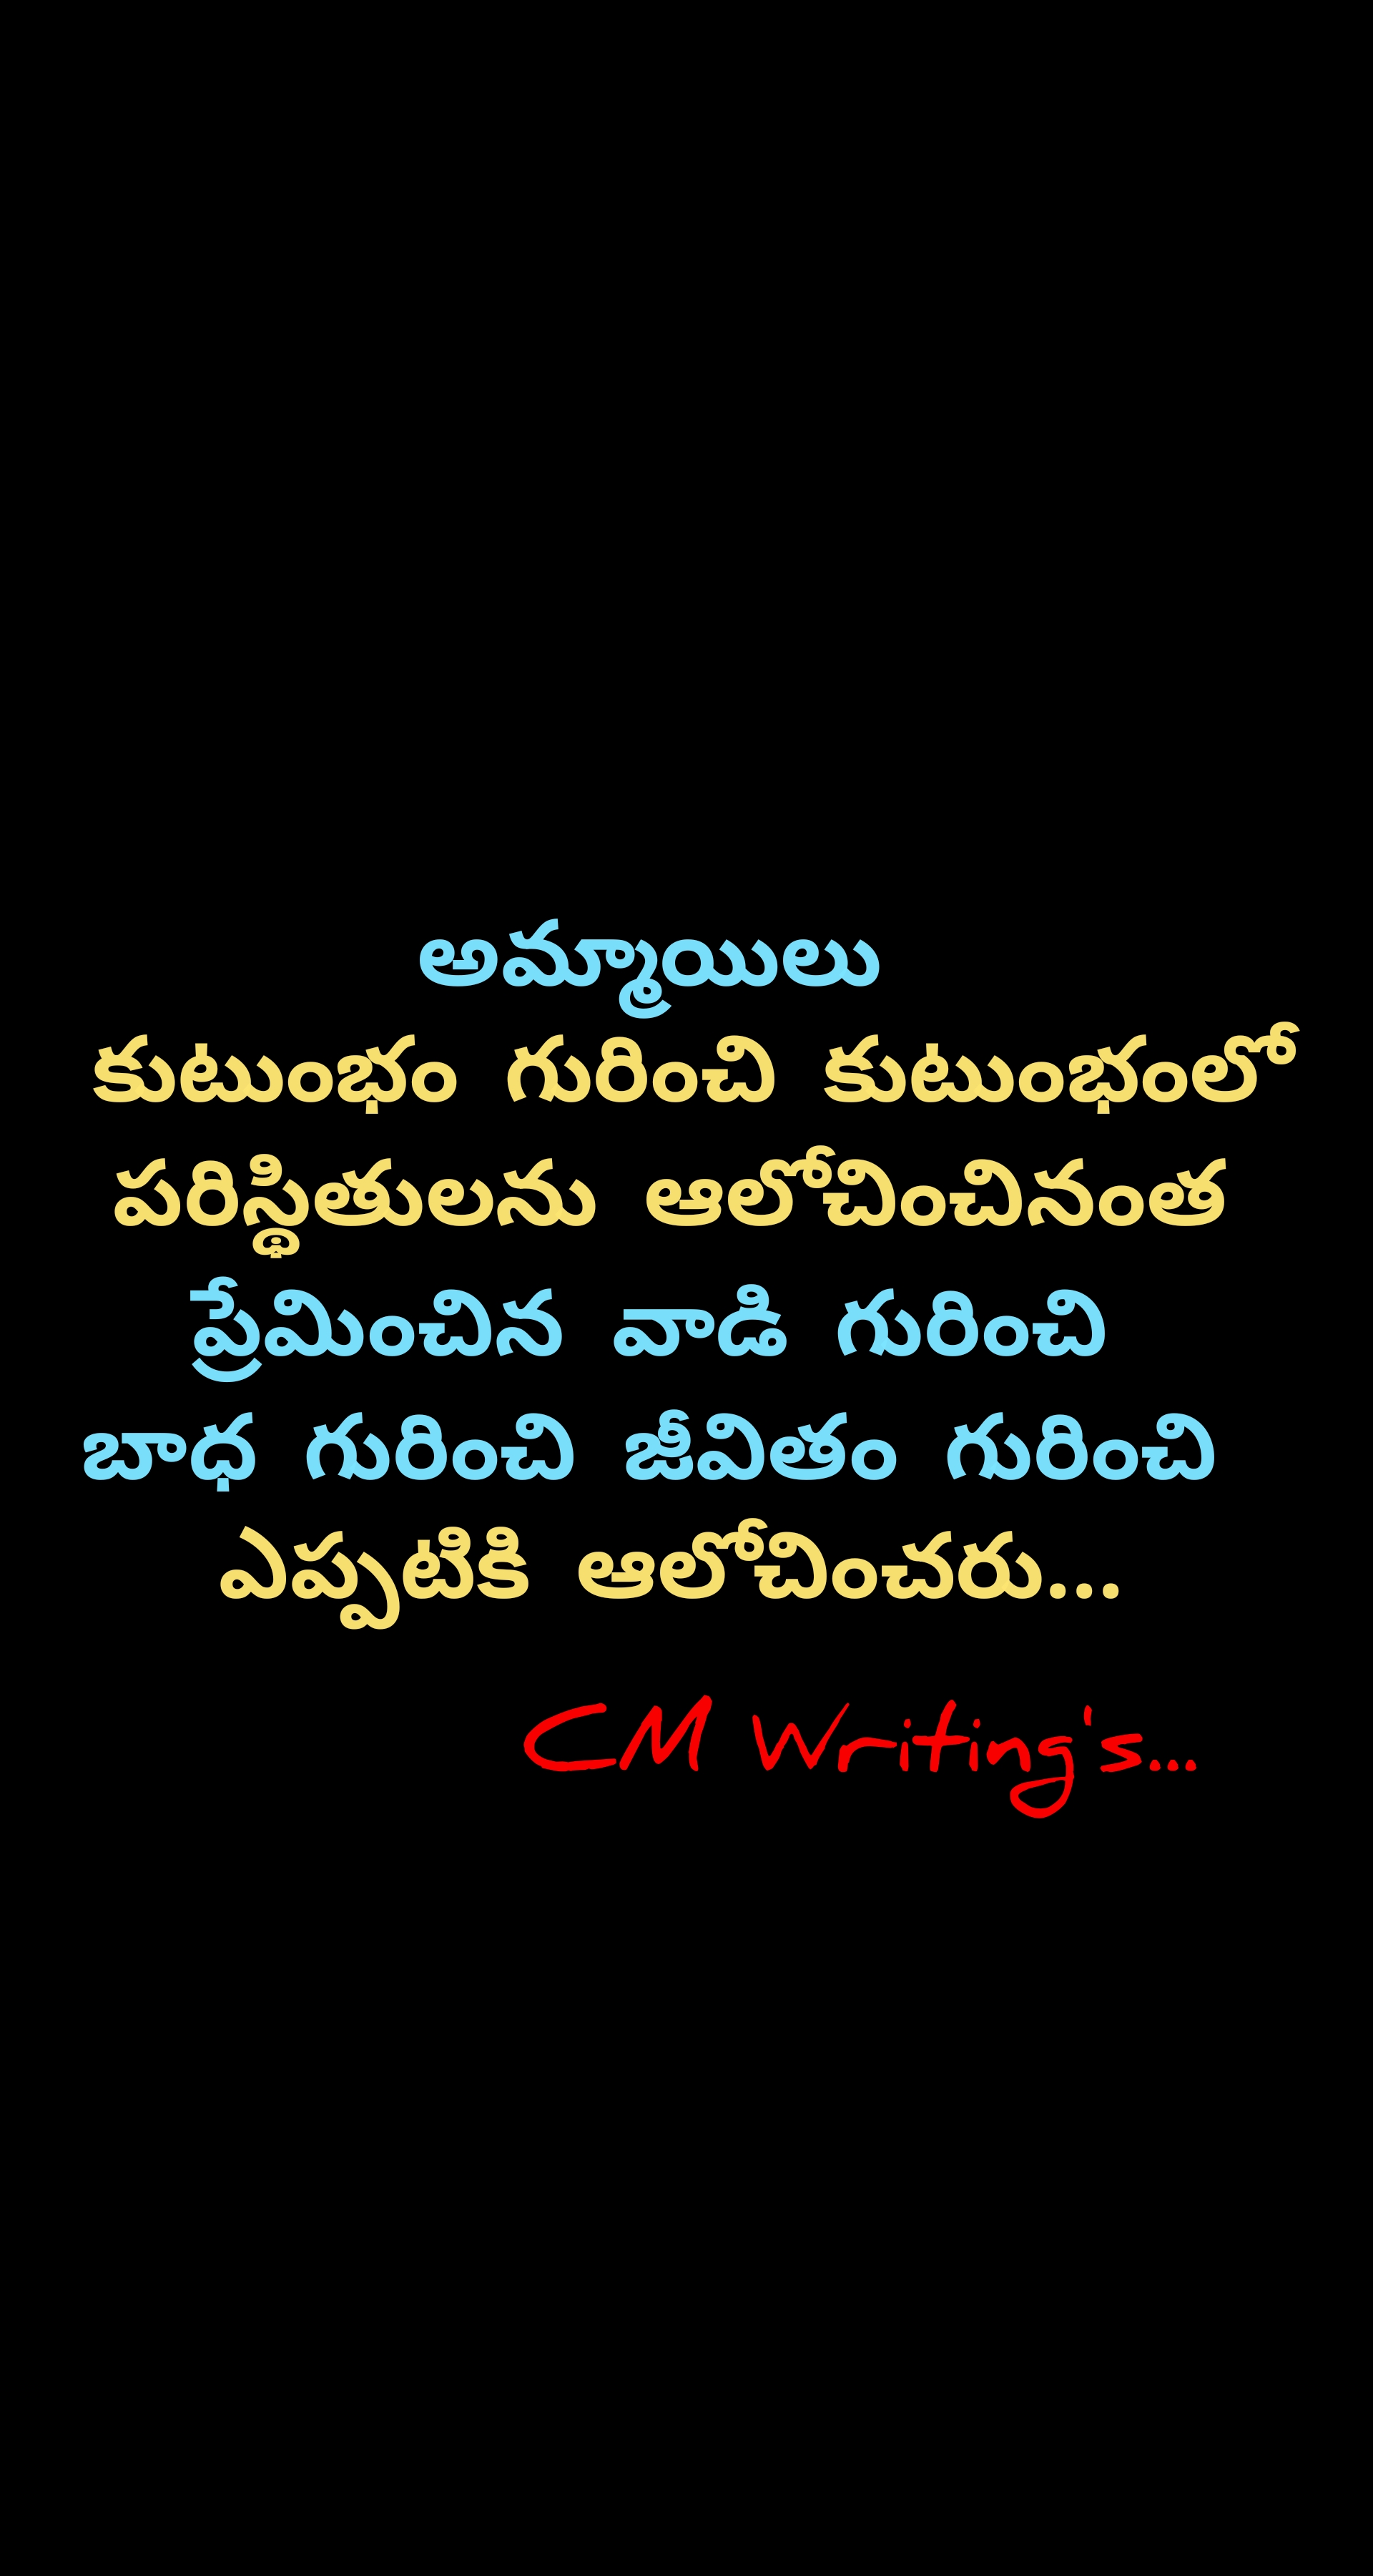 అమ్మాయిలు
కుటుంభం గురించి కుటుంభంలో
పరిస్థితులను ఆలోచించినంత
ప్రేమించిన వాడి గురించి
బాధ గురించి జీవితం గురించి
ఎప్పటికి ఆలోచించరు...
CM Writing's...